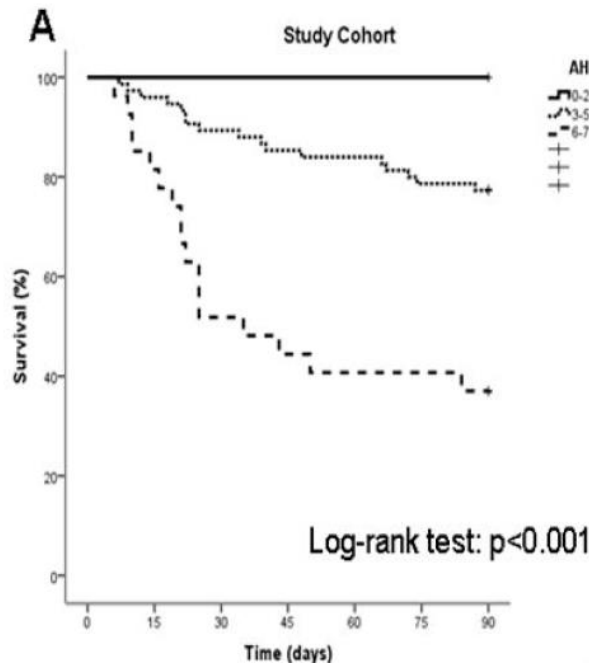 A
Study Cohort
AH
0-2
3-5
6-7
100
80
60
40
20
0
Survival (%)
Log-rank test: p<0.001
0 15 30 45 60 75 90
Time (days)